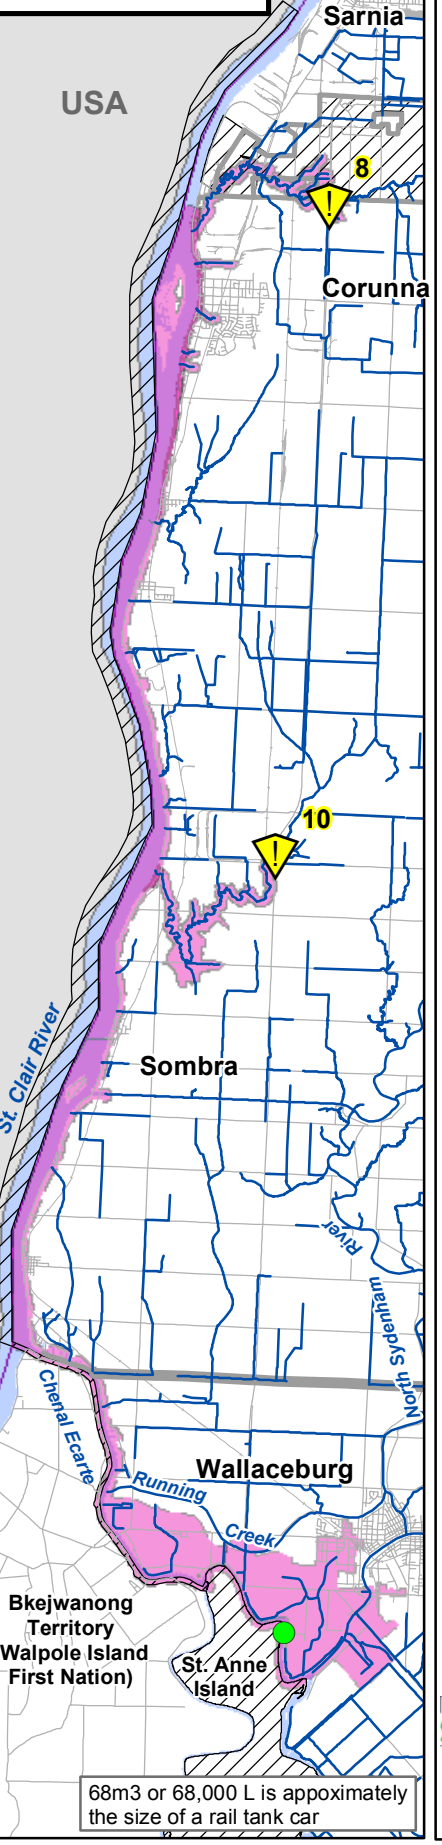 Sarnia
USA
8
!
Corunna
10
!
St. Clair River
Sombra
River
North Sydenham
Chenal Ecarte
Wallaceburg
Running
Creek
Bkejwanong
Territory
Walpole Island
First Nation)
St. Anne
Island
68m3 or 68,000 L is appoximately
the size of a rail tank car